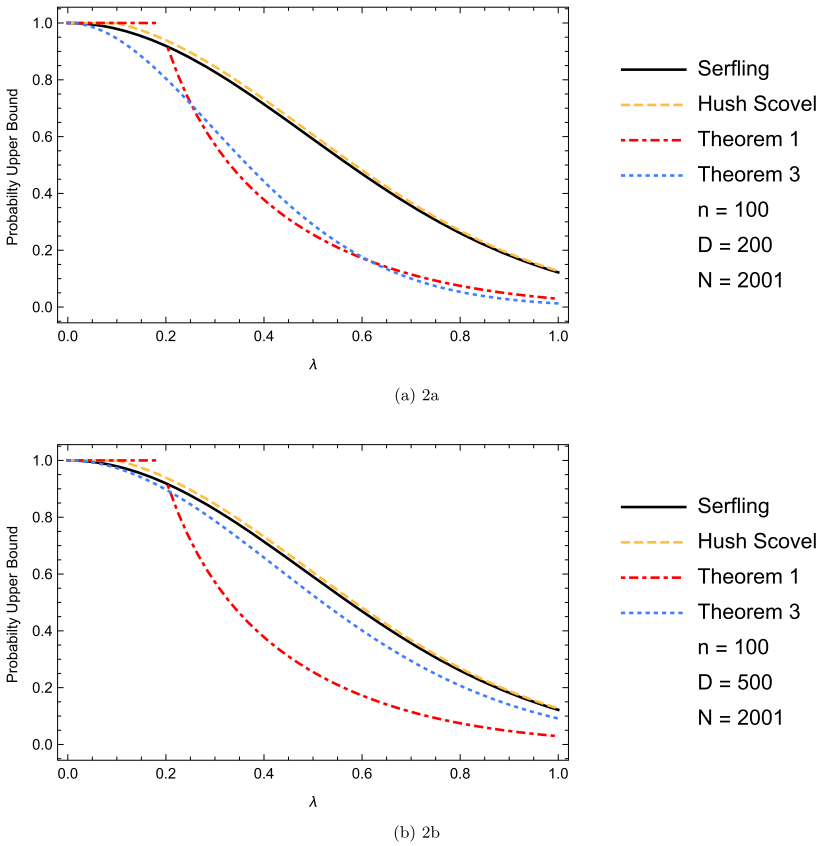 1.0
0.8
0.6
0.4
0.2
0.0
Probabilty Upper Bound
0.0 0.2 0.4 0.6 0.8 1.0
λ
Serfling
Hush Scovel
Theorem 1
Theorem 3
n = 100
D = 200
N = 2001
(a) 2a
1.0
0.8
0.6
0.4
0.2
0.0
Probabilty Upper Bound
0.0 0.2 0.4 0.6 0.8 1.0
λ
Serfling
Hush Scovel
Theorem 1
Theorem 3
n = 100
D = 500
N = 2001
(b) 2b